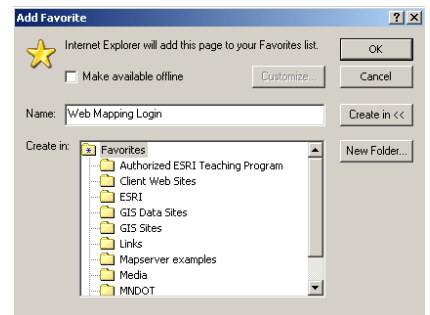 Add Favorite
Internet Explorer will add this page to your Favorites list.
OK
Make available offline
Customize...
Cancel
Name: Web Mapping Login
Create in <<
Create in:
Favorites
New Folder...
Authorized ESRI Teaching Program
Client Web Sites
ESRI
GIS Data Sites
GIS Sites
Links
Mapserver examples
Media
MNDOT